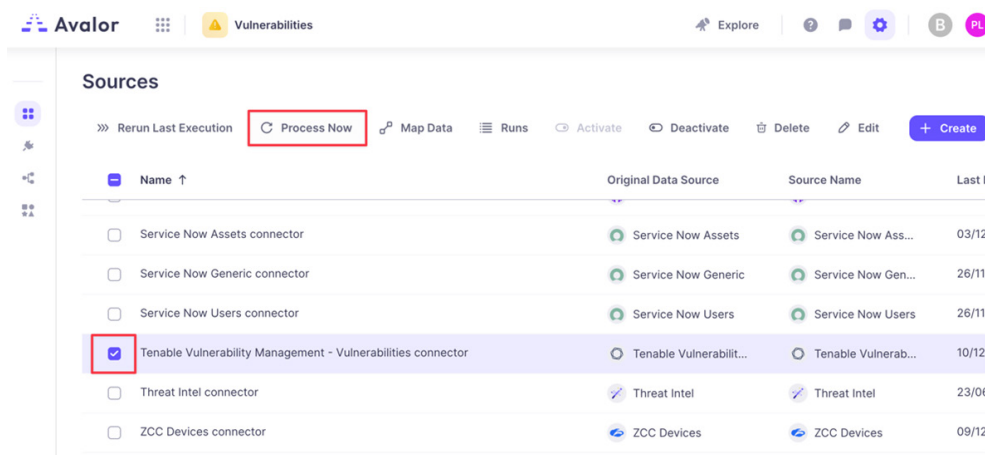 Avalor Vulnerabilities Explore B PL
Sources
Rerun Last Execution Process Now Map Data Runs Activate Deactivate Delete Edit + Create
Name ↑ Original Data Source Source Name Last
Service Now Assets connector Service Now Assets Service Now Ass... 03/12
Service Now Generic connector Service Now Generic Service Now Gen... 26/11
Service Now Users connector Service Now Users Service Now Users 26/11
Tenable Vulnerability Management - Vulnerabilities connector Tenable Vulnerabilit... Tenable Vulnerab... 10/12
Threat Intel connector Threat Intel Threat Intel 23/0
ZCC Devices connector ZCC Devices ZCC Devices 09/12